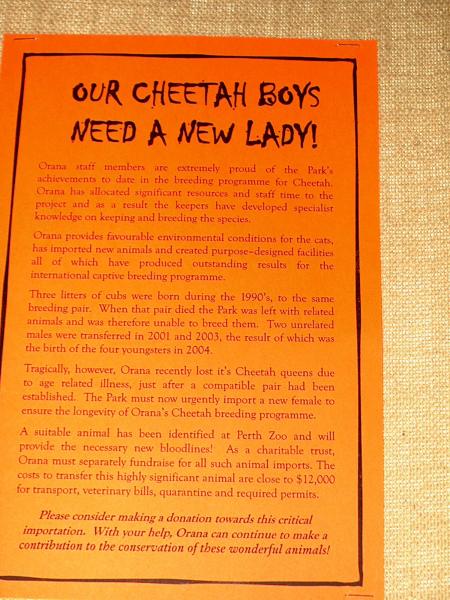 OUR CHEETAH BOYS
NEED A NEW LADY!
Orana staff members are extremely proud of the Park's
achievements to date in the breeding programme for Cheetah.
Orana has allocated significant resources and staff time to the
project and as a result the keepers have developed specialist
knowledge on keeping and breeding the species.
Orana provides favourable environmental conditions for the cats,
has imported new animals and created purpose-designed facilities
all of which have produced outstanding results for the
international captive breeding programme.
Three litters of cubs were born during the 1990's, to the same
breeding pair. When that pair died the Park was left with related
animals and was therefore unable to breed them. Two unrelated
males were transferred in 2001 and 2003, the result of which was
the birth of the four youngsters in 2004.
Tragically, however, Orana recently lost it's Cheetah queens due
to age related illness, just after a compatible pair had been
established. The Park must now urgently import a new female to
ensure the longevity of Orana's Cheetah breeding programme.
A suitable animal has been identified at Perth Zoo and will
provide the necessary new bloodlines! As a charitable trust,
Orana must separately fundraise for all such animal imports. The
costs to transfer this highly significant animal are close to $12,000
for transport, veterinary bills, quarantine and required permits.
Please consider making a donation towards this critical
importation. With your help, Orana can continue to make a
contribution to the conservation of these wonderful animals!